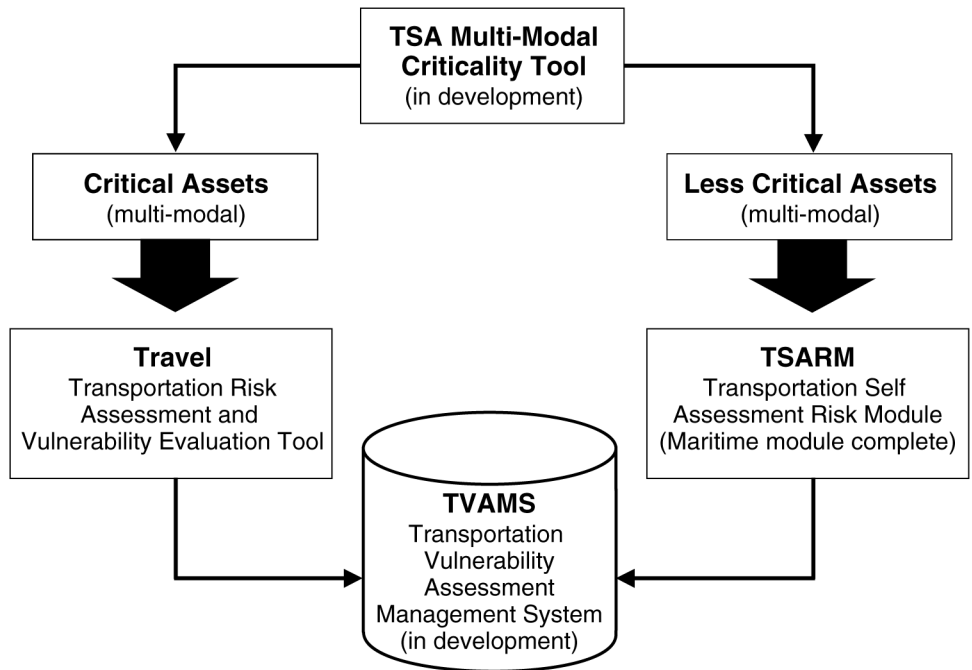 TSA Multi-Modal
Criticality Tool
(in development)
Critical Assets
(multi-modal)
Less Critical Assets
(multi-modal)
Travel
Transportation Risk
Assessment and
Vulnerability Evaluation Tool
TSARM
Transportation Self
Assessment Risk Module
(Maritime module complete)
TVAMS
Transportation
Vulnerability
Assessment
Management System
(in development)